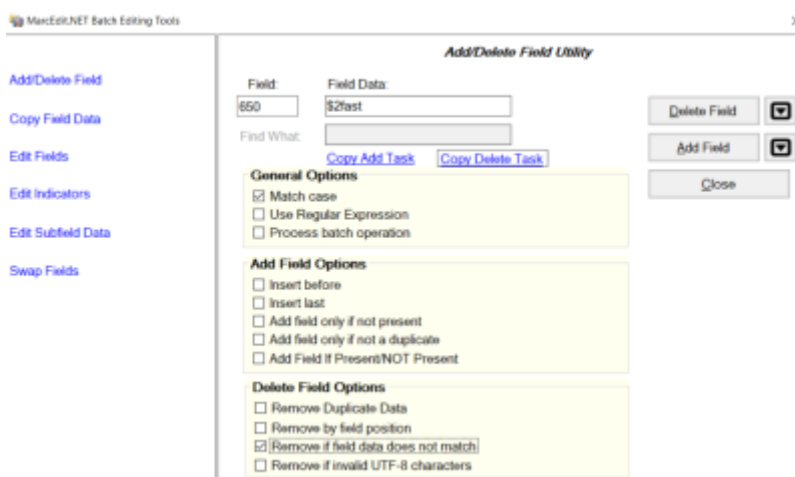 MarcEdit.NET Batch Editing Tools
Add/Delete Field
Copy Field Data
Edit Fields
Edit Indicators
Edit Subfield Data
Swap Fields
Add/Delete Field Utility
Field: Field Data:
650 $2fast
Find What:
Copy Add Task Copy Delete Task
General Options
Match case
Use Regular Expression
Process batch operation
Add Field Options
Insert before
Insert last
Add field only if not present
Add field only if not a duplicate
Add Field If Present/NOT Present
Delete Field Options
Remove Duplicate Data
Remove by field position
Remove if field data does not match
Remove if invalid UTF-8 characters
Delete Field
Add Field
Close